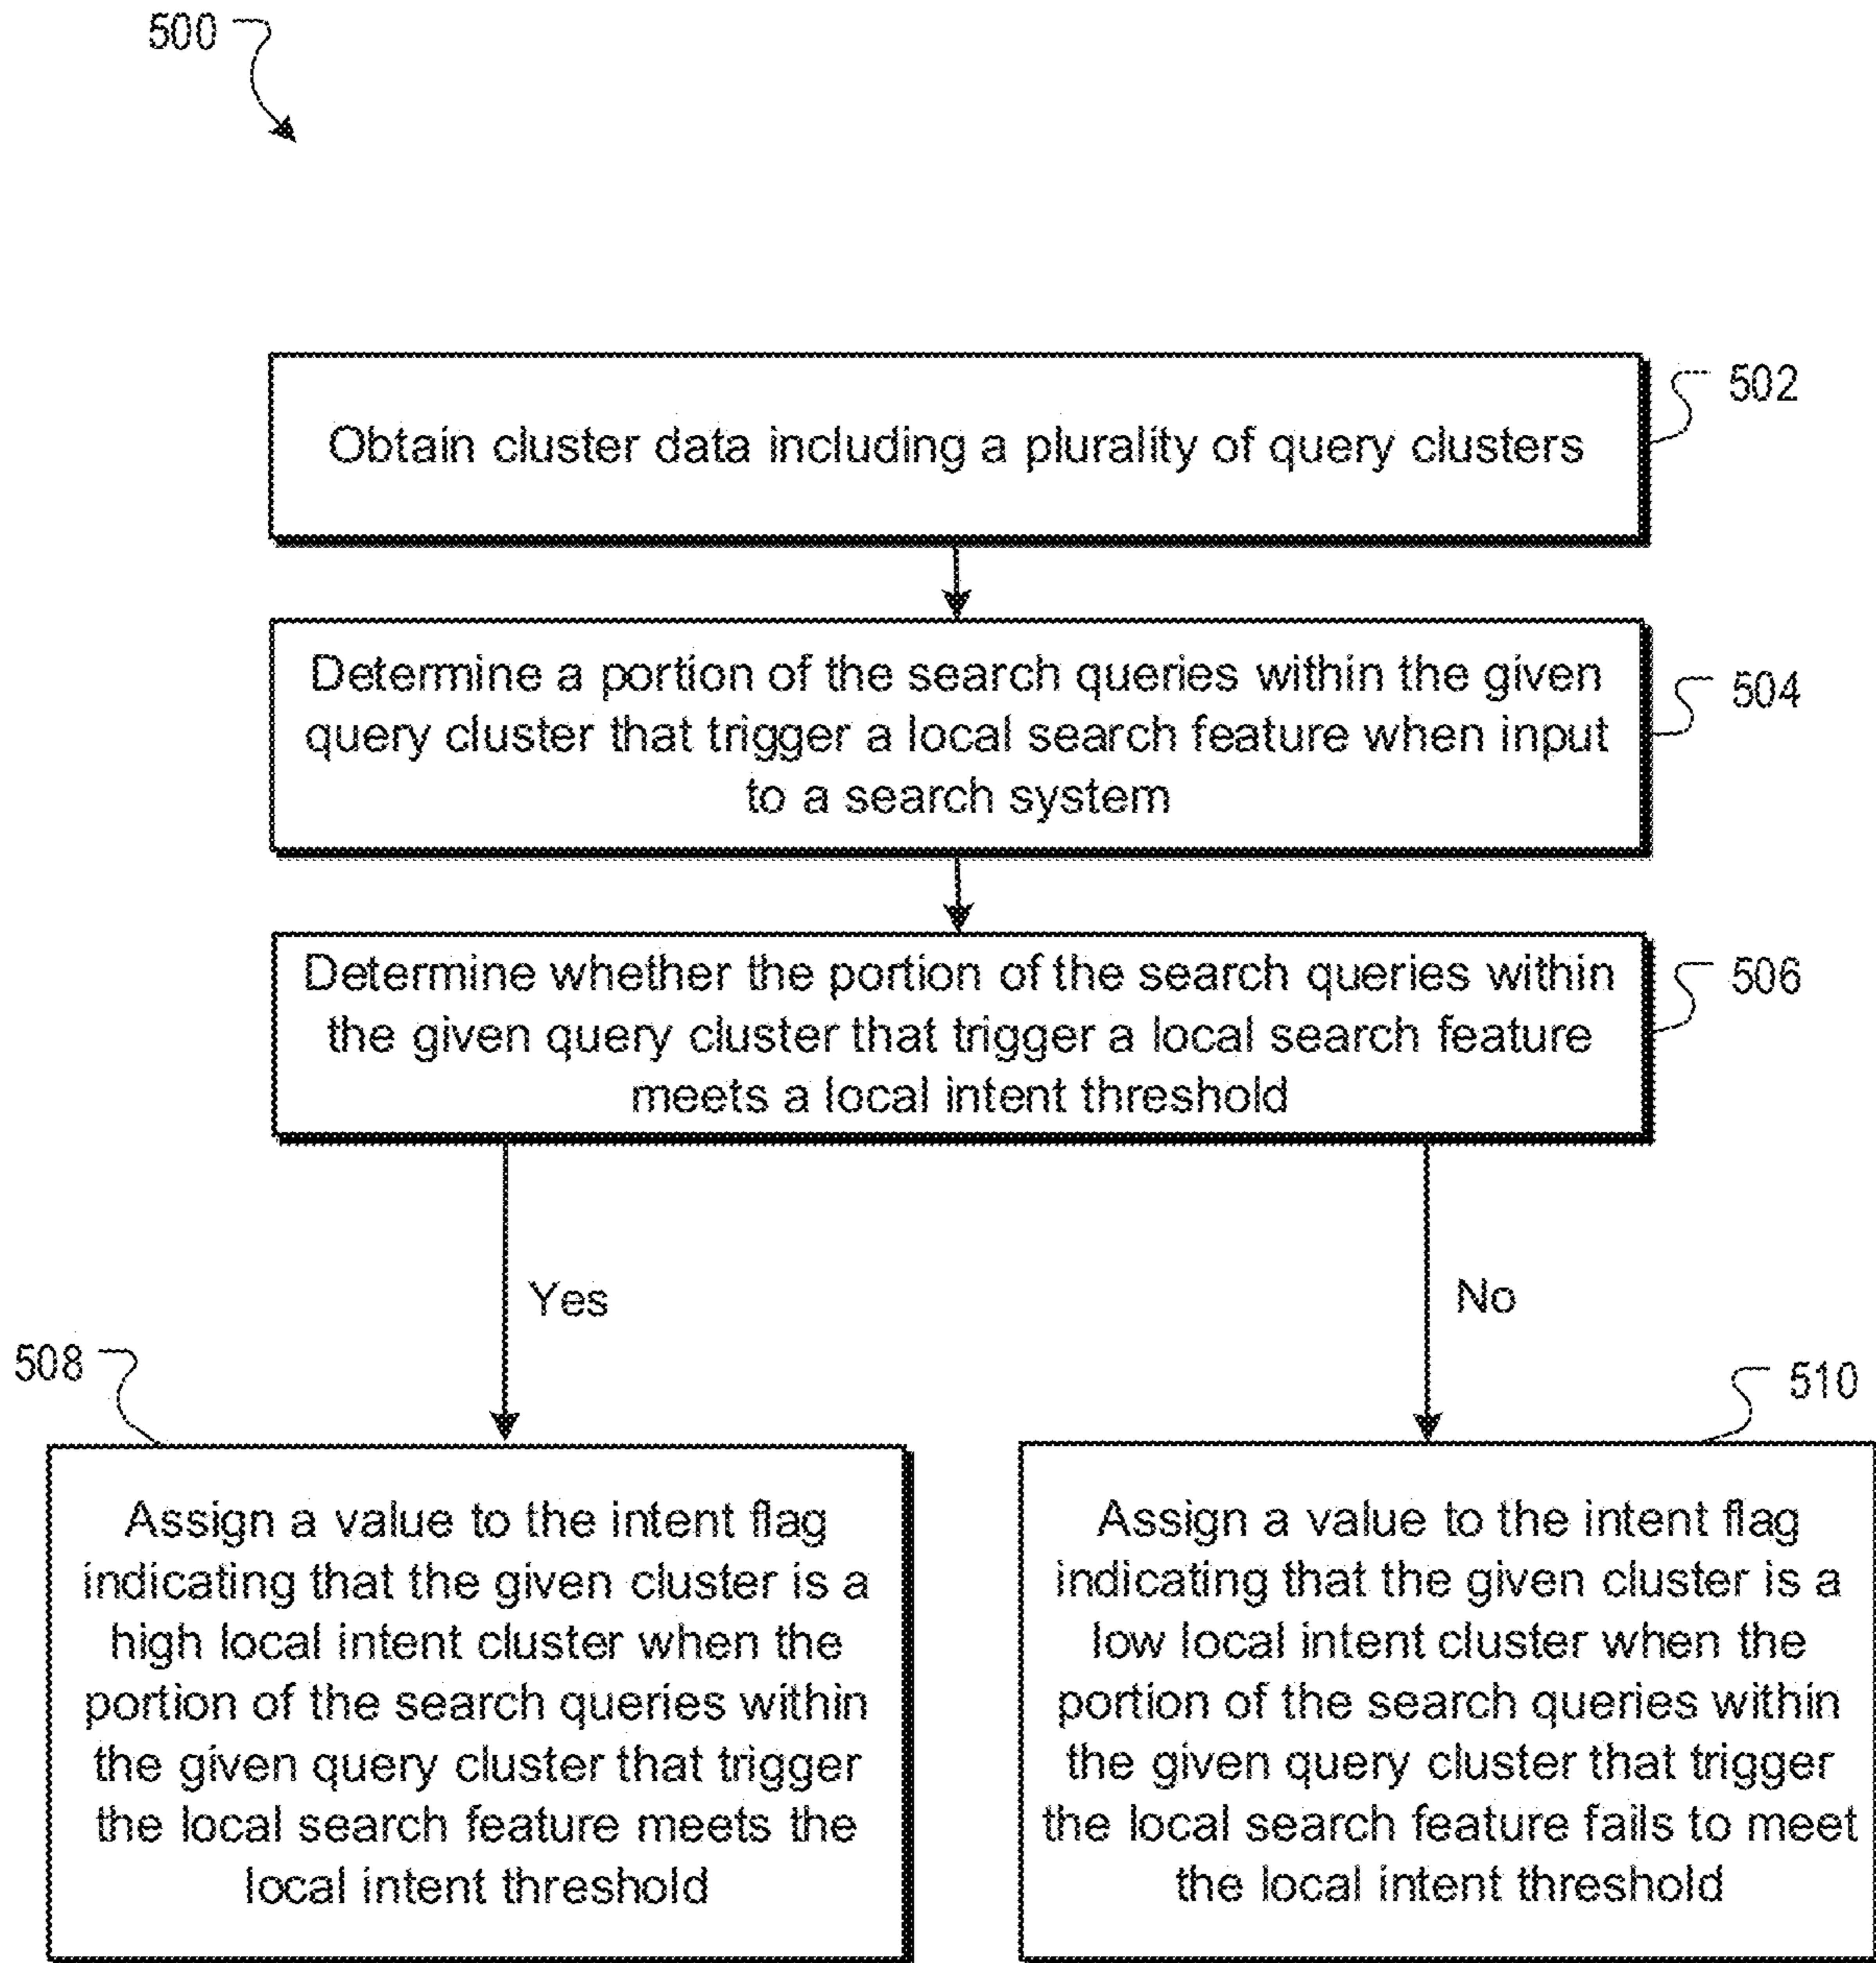 500
Obtain cluster data including a plurality of query clusters
502
Determine a portion of the search queries within the given
query cluster that trigger a local search feature when input
to a search system
504
Determine whether the portion of the search queries within
the given query cluster that trigger a local search feature
meets a local intent threshold
506
Yes
No
508
Assign a value to the intent flag
indicating that the given cluster is a
high local intent cluster when the
portion of the search queries within
the given query cluster that trigger
the local search feature meets the
local intent threshold
510
Assign a value to the intent flag
indicating that the given cluster is a
low local intent cluster when the
portion of the search queries within
the given query cluster that trigger
the local search feature fails to meet
the local intent threshold